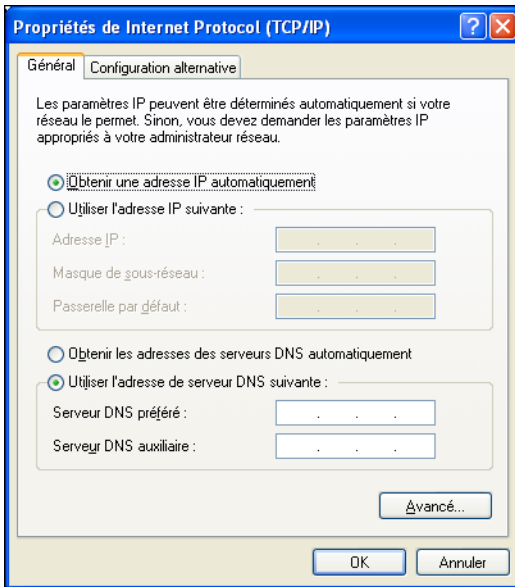 Propriétés de Internet Protocol (TCP/IP)
Général
Configuration alternative
Les paramètres IP peuvent être déterminés automatiquement si votre
réseau le permet. Sinon, vous devez demander les paramètres IP
appropriés à votre administrateur réseau.
Obtenir une adresse IP automatiquement
Utiliser l'adresse IP suivante :
Adresse IP :
Masque de sous-réseau :
Passerelle par défaut :
Obtenir les adresses des serveurs DNS automatiquement
Utiliser l'adresse de serveur DNS suivante :
Serveur DNS préféré :
Serveur DNS auxiliaire :
Avancé...
OK
Annuler